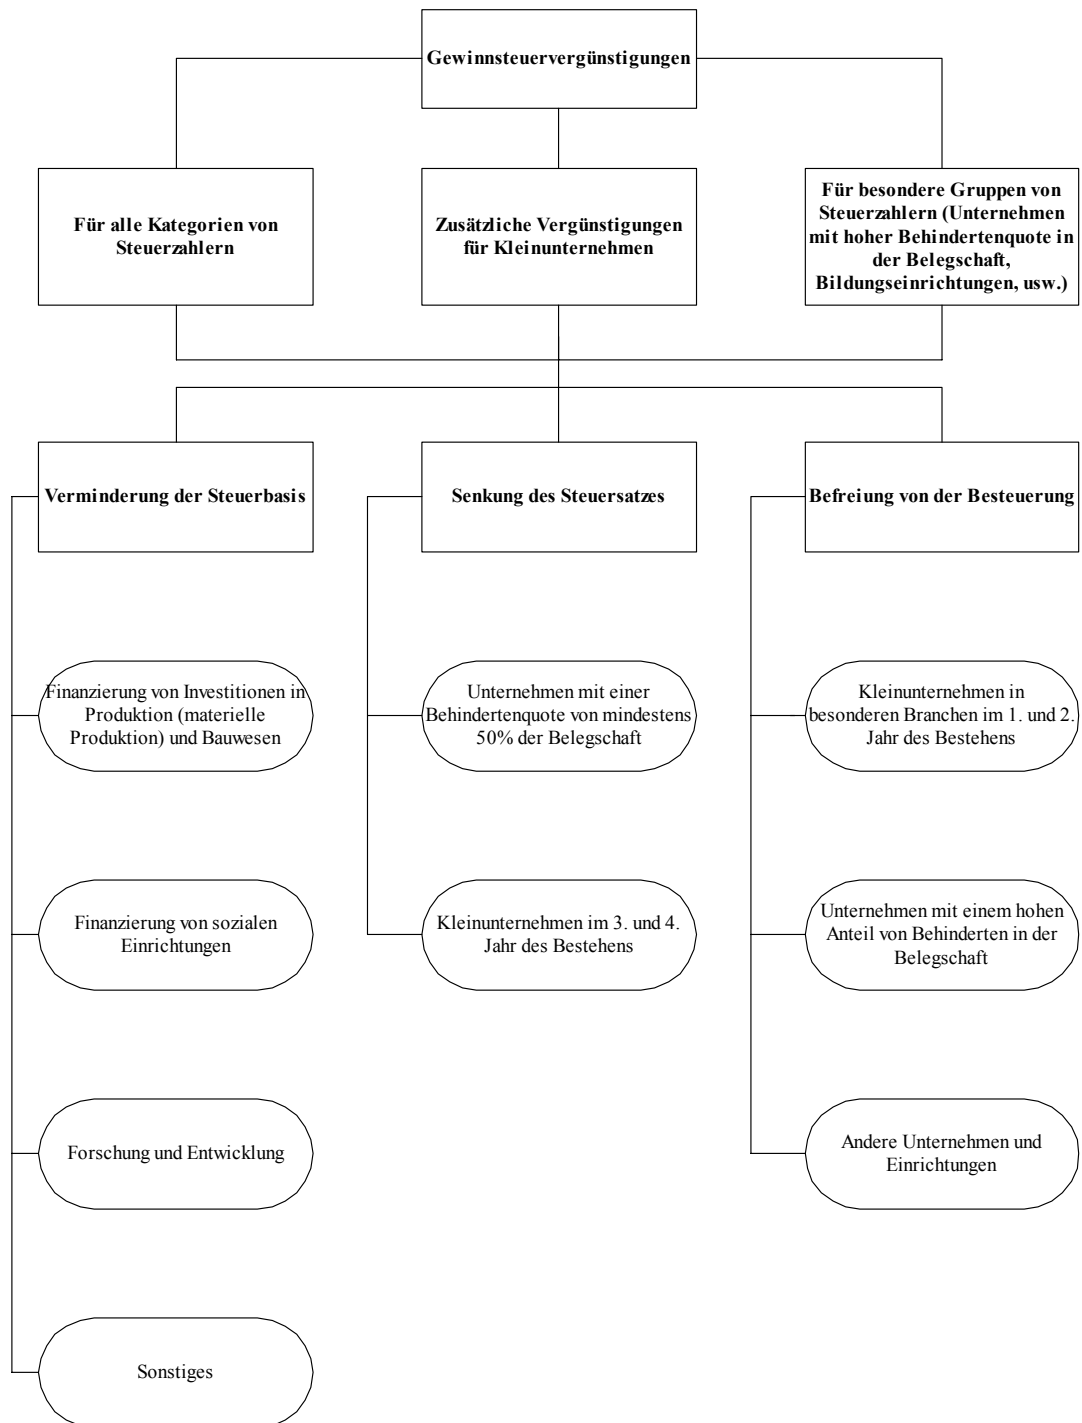 Gewinnsteuervergünstigungen
Für alle Kategorien von
Steuerzahlern
Zusätzliche Vergünstigungen
für Kleinunternehmen
Für besondere Gruppen von
Steuerzahlern (Unternehmen
mit hoher Behindertenquote in
der Belegschaft,
Bildungseinrichtungen, usw.)
Verminderung der Steuerbasis
Senkung des Steuersatzes
Befreiung von der Besteuerung
Finanzierung von Investitionen in
Produktion (materielle
Produktion) und Bauwesen
Unternehmen mit einer
Behindertenquote von mindestens
50% der Belegschaft
Kleinunternehmen in
besonderen Branchen im 1. und 2.
Jahr des Bestehens
Finanzierung von sozialen
Einrichtungen
Kleinunternehmen im 3. und 4.
Jahr des Bestehens
Unternehmen mit einem hohen
Anteil von Behinderten in der
Belegschaft
Forschung und Entwicklung
Andere Unternehmen und
Einrichtungen
Sonstiges